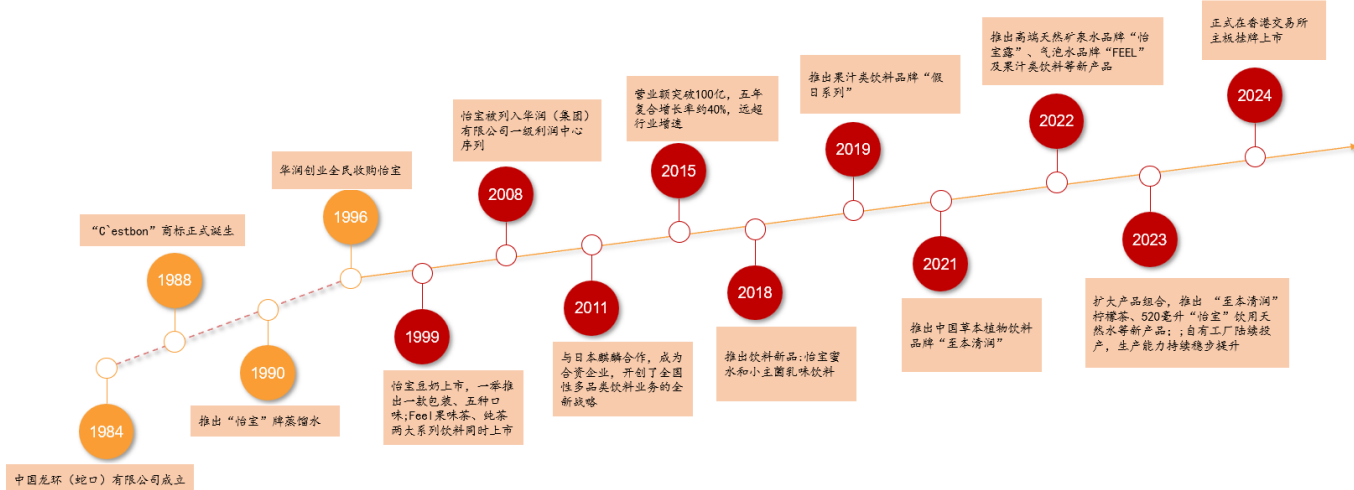 1984
中国龙环（蛇口）有限公司成立
“C`estbon”商标正式诞生
1988
1990
推出“怡宝”牌蒸馏水
华润创业全民收购怡宝
1996
1999
怡宝豆奶上市，一举推
出一款包装、五种口
味;Feel果味茶、纯茶
两大系列饮料同时上市
怡宝被列入华润（集团）
有限公司一级利润中心
序列
2008
2011
与日本麒麟合作，成为
合资企业，开创了全国
性多品类饮料业务的全
新战略
营业额突破100亿，五年
复合增长率约40%，远超
行业增速
2015
2018
推出饮料新品:怡宝蜜
水和小主菌乳味饮料
推出果汁类饮料品牌“假
日系列”
2019
2021
推出中国草本植物饮料
品牌“至本清润”
推出高端天然矿泉水品牌“怡
宝露”、气泡水品牌“FEEL”
及果汁类饮料等新产品
2022
2023
扩大产品组合，推出 “至本清润”
柠檬茶、520毫升“怡宝”饮用天
然水等新产品；;自有工厂陆续投
产，生产能力持续稳步提升
正式在香港交易所
主板挂牌上市
2024